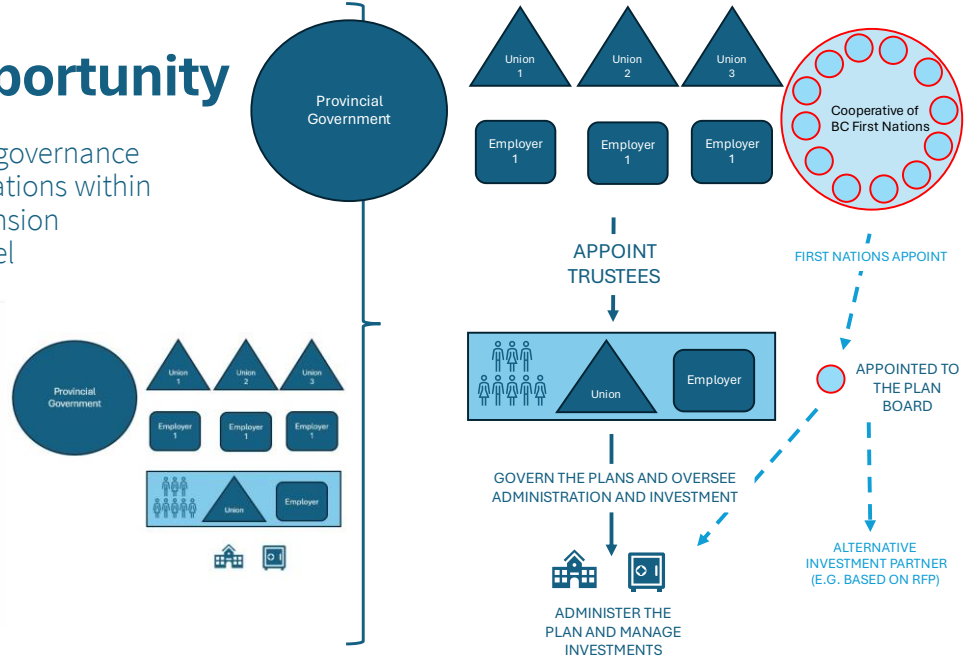 portunity
governance
ations within
nsion
el
Provincial
Government
Union
1
Union
2
Union
3
Employer
1
Employer
1
Employer
1
Cooperative of
BC First Nations
APPOINT
TRUSTEES
FIRST NATIONS APPOINT
Union
Employer
APPOINTED TO
THE PLAN
BOARD
GOVERN THE PLANS AND OVERSEE
ADMINISTRATION AND INVESTMENT
ALTERNATIVE
INVESTMENT PARTNER
(E.G. BASED ON RFP)
ADMINISTER THE
PLAN AND MANAGE
INVESTMENTS
Provincial
Government
Union
1
Union
2
Union
3
Employer
1
Employer
1
Employer
1
Union
Employer